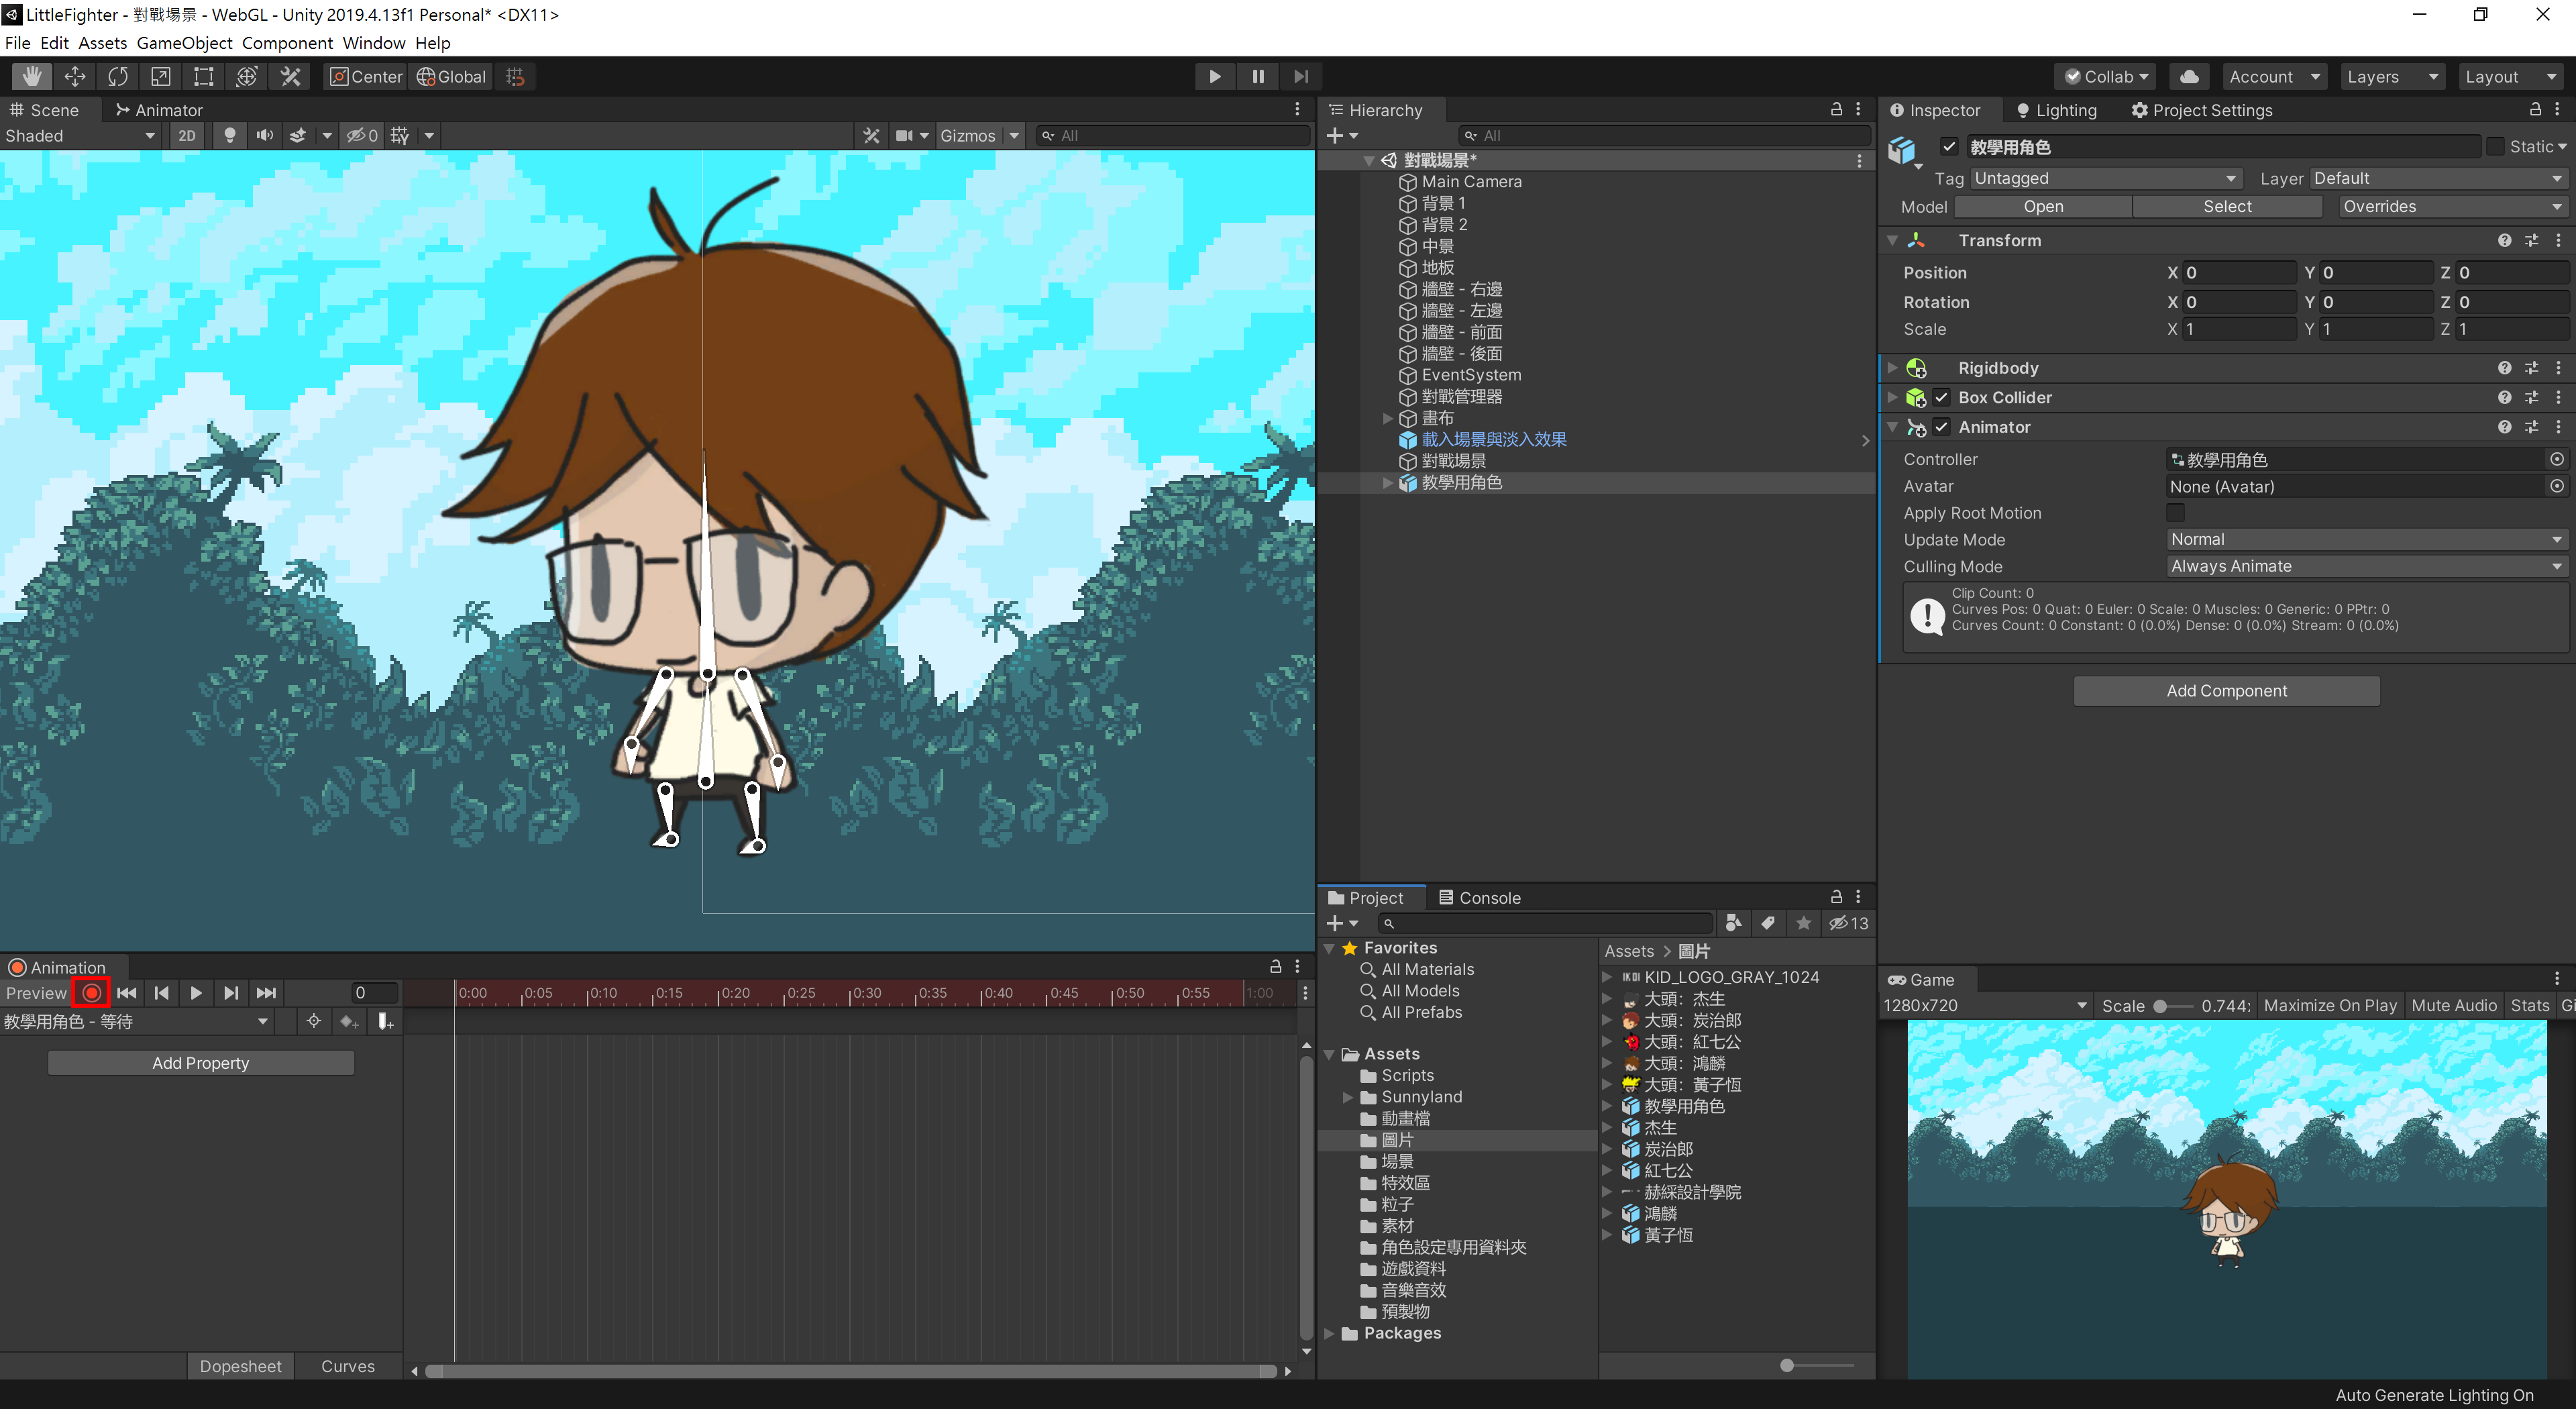 LittleFighter - 對戰場景 - WebGL - Unity 2019.4.13f1 Personal* <DX11>
File Edit Assets GameObject Component Window Help
Center Global
Collab Account Layers Layout
Scene Animator
Shaded 2D 0 Gizmos All
Hierarchy
All
對戰場景*
Main Camera
背景 1
背景 2
中景
地板
牆壁 - 右邊
牆壁 - 左邊
牆壁 - 前面
牆壁 - 後面
EventSystem
對戰管理器
畫布
載入場景與淡入效果
對戰場景
教學用角色
Inspector Lighting Project Settings
教學用角色 Static
Tag Untagged Layer Default
Model Open Select Overrides
Transform
Position X 0 Y 0 Z 0
Rotation X 0 Y 0 Z 0
Scale X 1 Y 1 Z 1
Rigidbody
Box Collider
Animator
Controller 教學用角色
Avatar None (Avatar)
Apply Root Motion
Update Mode Normal
Culling Mode Always Animate
Clip Count: 0
Curves Pos: 0 Quat: 0 Euler: 0 Scale: 0 Muscles: 0 Generic: 0 PPtr: 0
Curves Count: 0 Constant: 0 (0.0%) Dense: 0 (0.0%) Stream: 0 (0.0%)
Add Component
Animation
Preview 0 0:00 0:05 0:10 0:15 0:20 0:25 0:30 0:35 0:40 0:45 0:50 0:55 1:00
教學用角色 - 等待
Add Property
Dopesheet Curves
Project Console
13
Favorites
All Materials
All Models
All Prefabs
Assets
Scripts
Sunnyland
動畫檔
圖片
場景
特效區
粒子
素材
角色設定專用資料夾
遊戲資料
音樂音效
預製物
Packages
Assets > 圖片
KID_LOGO_GRAY_1024
大頭：杰生
大頭：炭治郎
大頭：紅七公
大頭：鴻麟
大頭：黃子恆
教學用角色
杰生
炭治郎
紅七公
赫綵設計學院
鴻麟
黃子恆
Game
1280x720 Scale 0.744: Maximize On Play Mute Audio Stats Gi
Auto Generate Lighting On